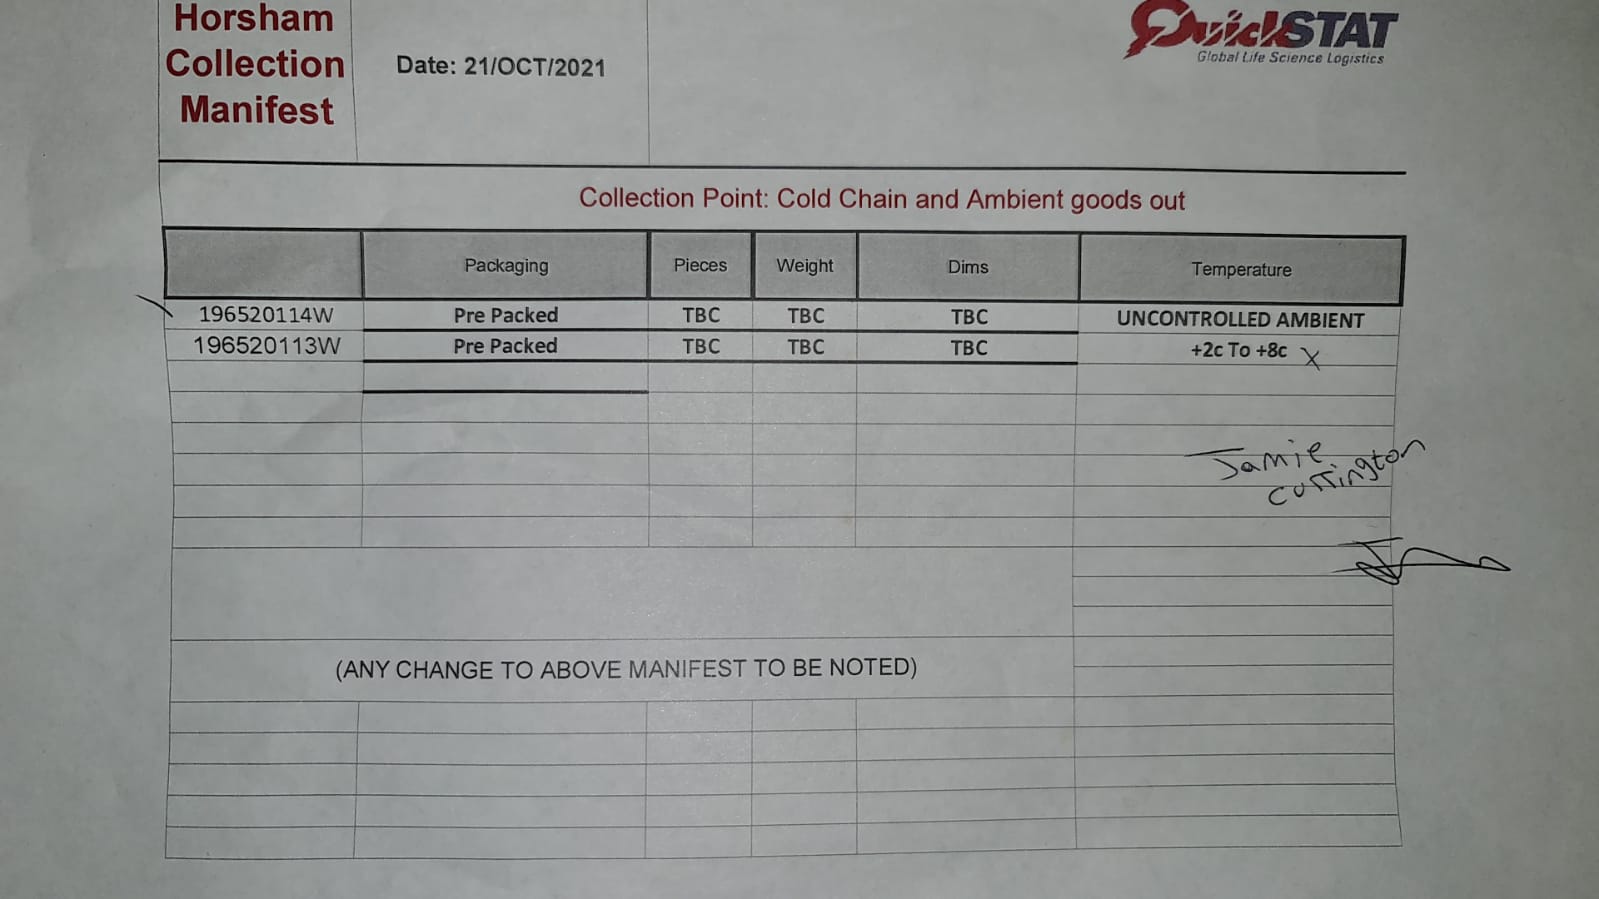 Horsham
Collection
Manifest
Date: 21/OCT/2021
QuickSTAT
Global Life Science Logistics
Collection Point: Cold Chain and Ambient goods out
Packaging Pieces Weight Dims Temperature
196520114W Pre Packed TBC TBC TBC UNCONTROLLED AMBIENT
196520113W Pre Packed TBC TBC TBC +2c To +8c X
Jamie
(ANY CHANGE TO ABOVE MANIFEST TO BE NOTED)